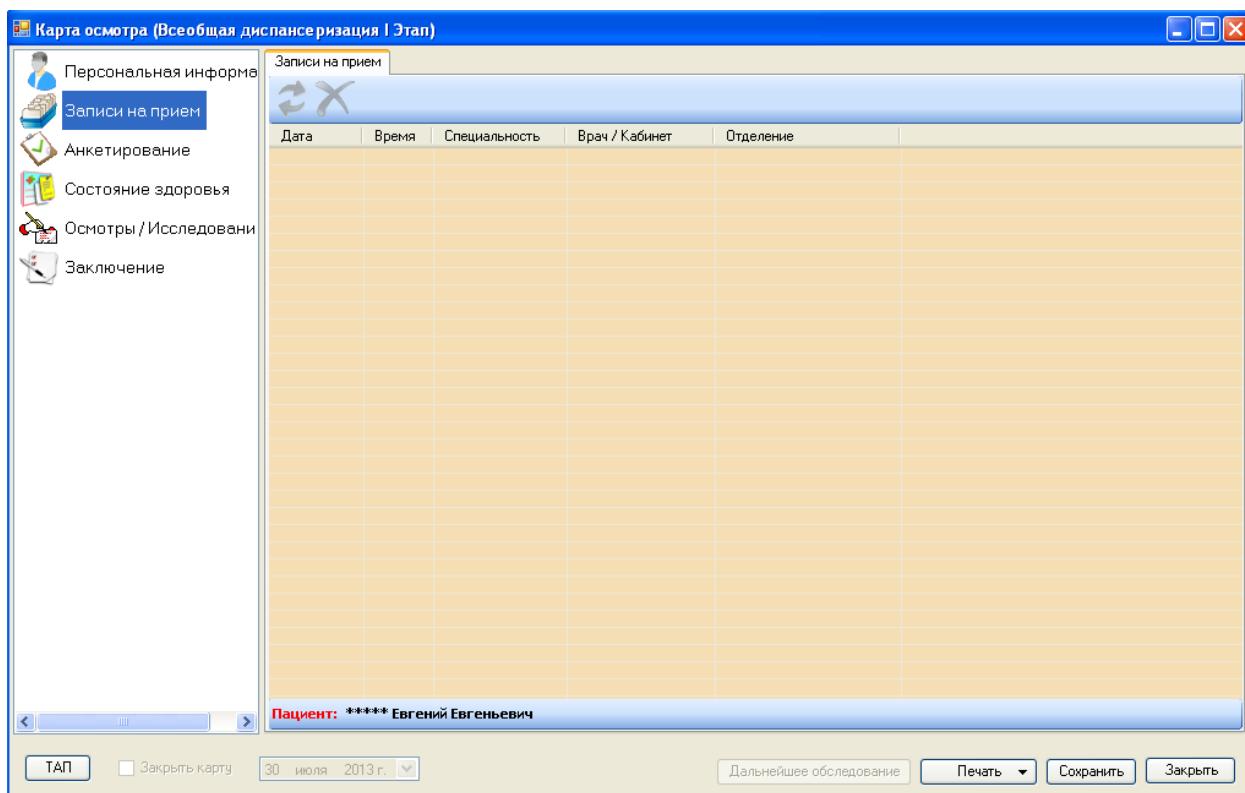 Карта осмотра (Всеобщая диспансеризация I Этап)
Персональная информа
Записи на прием
Анкетирование
Состояние здоровья
Осмотры / Исследовани
Заключение
Записи на прием
Дата Время Специальность Врач / Кабинет Отделение
Пациент: ***** Евгений Евгеньевич
ТАП Закрыть карту 30 июля 2013 г. Дальнейшее обследование Печать Сохранить Закрыть